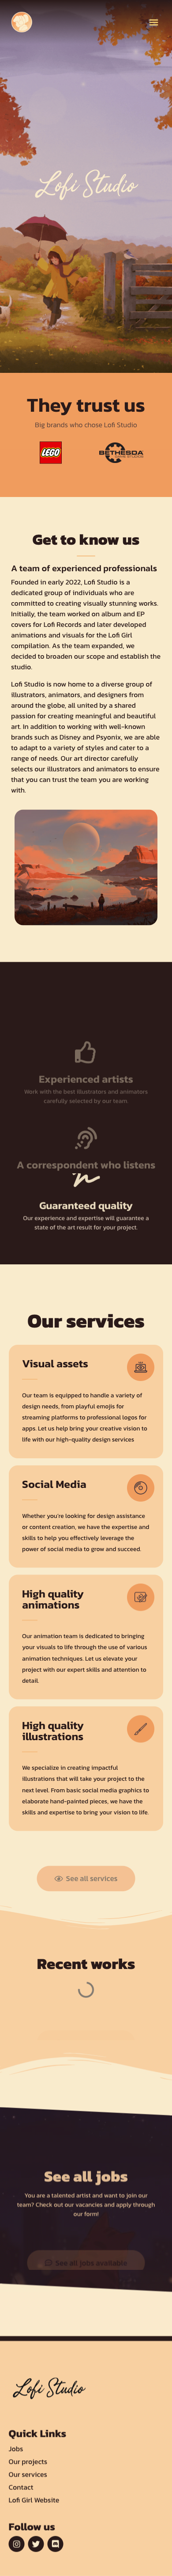 Lofi Studio
They trust us
Big brands who chose Lofi Studio
LEGO
BETHESDA
Get to know us
A team of experienced professionals
Founded in early 2022, Lofi Studio is a
dedicated group of individuals who are
committed to creating visually stunning works.
Initially, the team worked on album and EP
covers for Lofi Records and later developed
animations and visuals for the Lofi Girl
compilation. As the team expanded, we
decided to broaden our scope and establish the
studio.
Lofi Studio is now home to a diverse group of
illustrators, animators, and designers from
around the globe, all united by a shared
passion for creating meaningful and beautiful
art. In addition to working with well-known
brands such as Disney and Psyonix, we are able
to adapt to a variety of styles and cater to a
range of needs. Our art director carefully
selects our illustrators and animators to ensure
that you can trust the team you are working
with.
Experienced artists
Work with the best illustrators and animators
carefully selected by our team.
A correspondent who listens
Guaranteed quality
Our experience and expertise will guarantee a
state of the art result for your project.
Our services
Visual assets
Our team is equipped to handle a variety of
design needs, from playful emojis for
streaming platforms to professional logos for
apps. Let us help bring your creative vision to
life with our high-quality design services
Social Media
Whether you're looking for design assistance
or content creation, we have the expertise and
skills to help you effectively leverage the
power of social media to grow and succeed.
High quality
animations
Our animation team is dedicated to bringing
your visuals to life through the use of various
animation techniques. Let us elevate your
project with our expert skills and attention to
detail.
High quality
illustrations
We specialize in creating impactful
illustrations that will take your project to the
next level. From basic social media graphics to
elaborate hand-painted pieces, we have the
skills and expertise to bring your vision to life.
See all services
Recent works
See all jobs
You are a talented artist and want to join our
team? Check out our vacancies and apply through
our form!
See all jobs available
Lofi Studio
Quick Links
Jobs
Our projects
Our services
Contact
Lofi Girl Website
Follow us